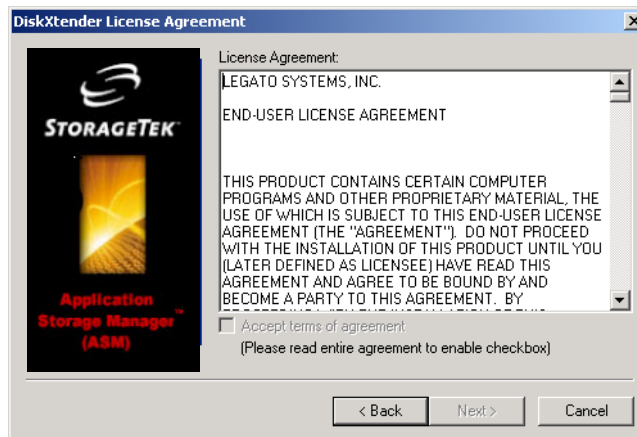 DiskXtender License Agreement
STORAGETEK
Application
Storage Manager™
(ASM)
License Agreement:
LEGATO SYSTEMS, INC.
END-USER LICENSE AGREEMENT
THIS PRODUCT CONTAINS CERTAIN COMPUTER
PROGRAMS AND OTHER PROPRIETARY MATERIAL, THE
USE OF WHICH IS SUBJECT TO THIS END-USER LICENSE
AGREEMENT (THE "AGREEMENT"). DO NOT PROCEED
WITH THE INSTALLATION OF THIS PRODUCT UNTIL YOU
(LATER DEFINED AS LICENSEE) HAVE READ THIS
AGREEMENT AND AGREE TO BE BOUND BY AND
BECOME A PARTY TO THIS AGREEMENT. BY
Accept terms of agreement
(Please read entire agreement to enable checkbox)
< Back
Next >
Cancel